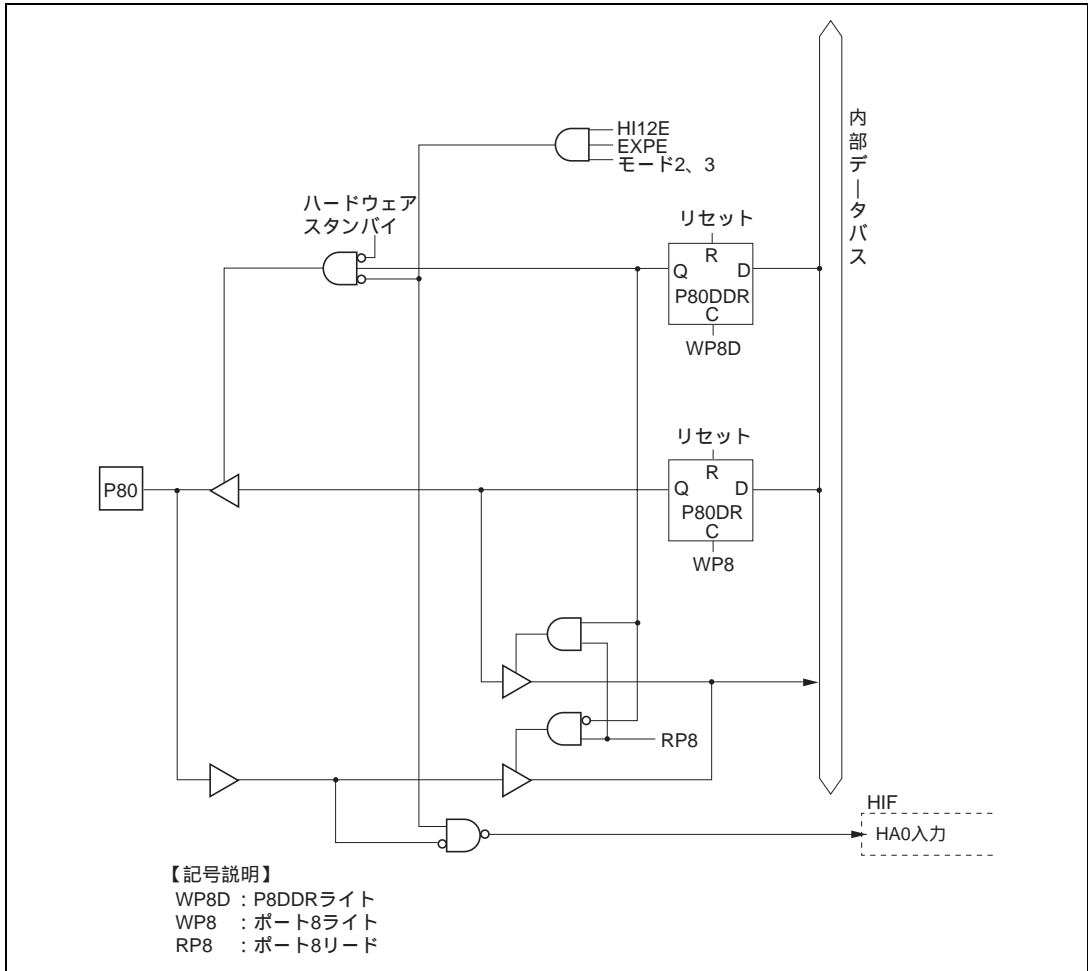 HI12E
EXPE
モード2、3
ハードウェア
スタンバイ
内部データバス
リセット
R
Q D
P80DDR
C
WP8D
リセット
R
P80
Q D
P80DR
C
WP8
RP8
HIF
HA0入力
【記号説明】
WP8D : P8DDRライト
WP8 : ポート8ライト
RP8 : ポート8リード